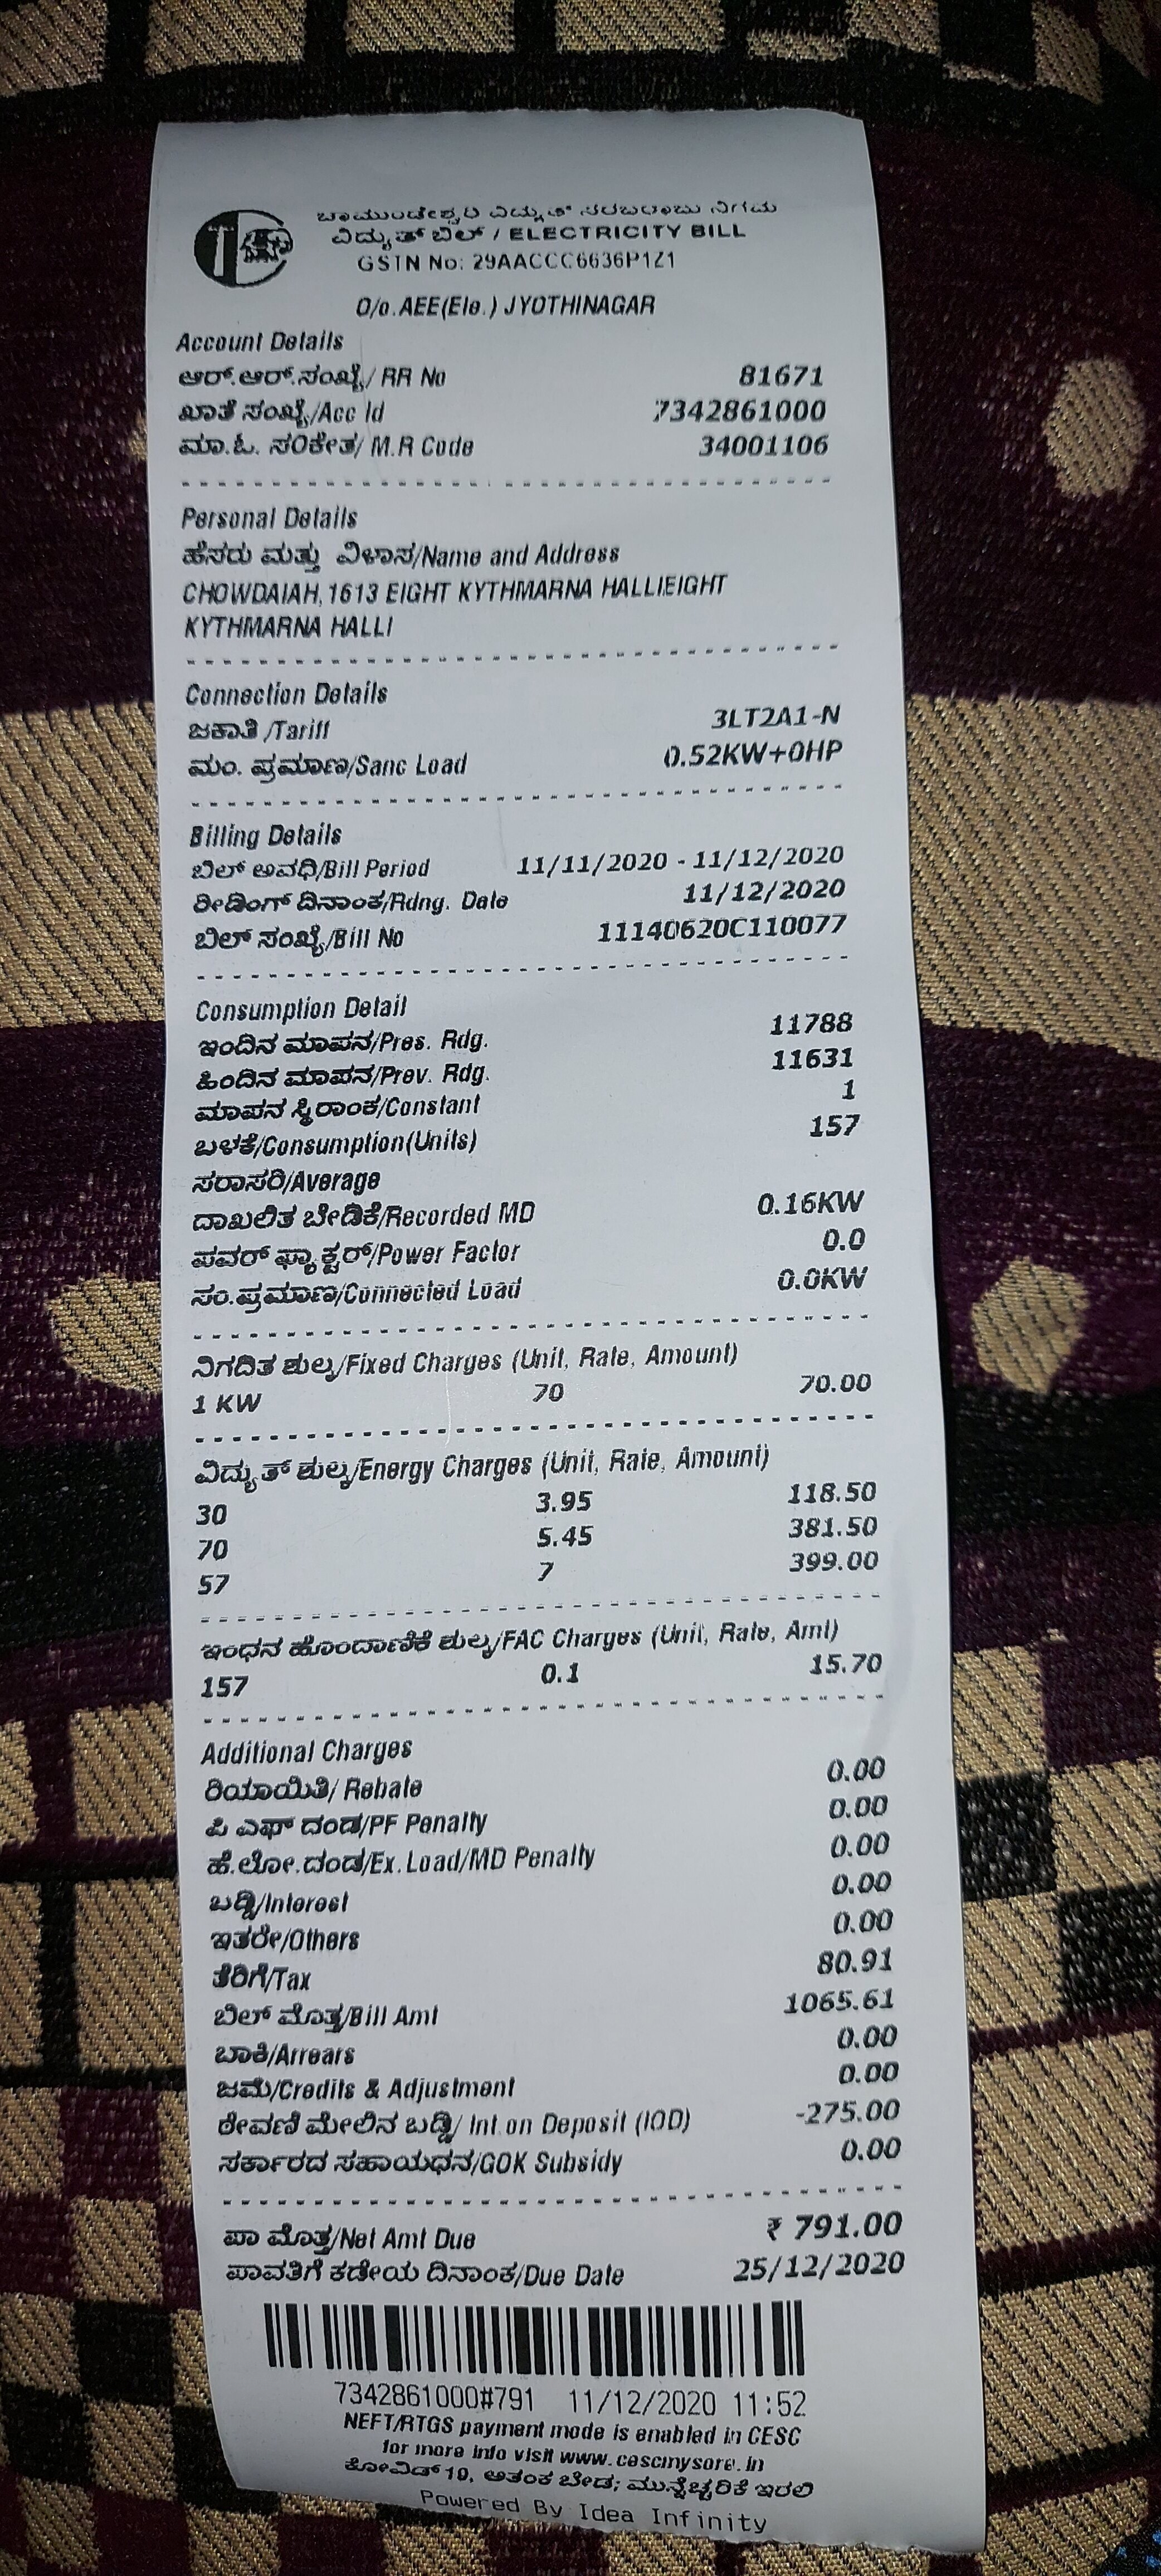 ಚಾಮುಂಡೇಶ್ವರಿ ವಿದ್ಯುತ್ ಸರಬರಾಜು ನಿಗಮ
ವಿದ್ಯುತ್ ಬಿಲ್ / ELECTRICITY BILL
GSTN No: 29AACCC6636P1Z1
O/o.AEE(Ele.) JYOTHINAGAR
Account Details
ಆರ್.ಆರ್.ಸಂಖ್ಯೆ/ RR No 81671
ಖಾತೆ ಸಂಖ್ಯೆ/Acc Id 7342861000
ಮಾ.ಓ. ಸಂಕೇತ/ M.R Code 34001106
Personal Details
ಹೆಸರು ಮತ್ತು ವಿಳಾಸ/Name and Address
CHOWDAIAH, 1613 EIGHT KYTHMARNA HALLIEIGHT
KYTHMARNA HALLI
Connection Details
ಜಕಾತಿ /Tariff 3LT2A1-N
ಮಂ. ಪ್ರಮಾಣ/Sanc Load 0.52KW+0HP
Billing Details
ಬಿಲ್ ಅವಧಿ/Bill Period 11/11/2020 - 11/12/2020
ರೀಡಿಂಗ್ ದಿನಾಂಕ/Rdng. Date 11/12/2020
ಬಿಲ್ ಸಂಖ್ಯೆ/Bill No 11140620C110077
Consumption Detail
ಇಂದಿನ ಮಾಪನ/Pres. Rdg. 11788
ಹಿಂದಿನ ಮಾಪನ/Prev. Rdg. 11631
ಮಾಪನ ಸ್ಥಿರಾಂಕ/Constant 1
ಬಳಕೆ/Consumption(Units) 157
ಸರಾಸರಿ/Average
ದಾಖಲಿತ ಬೇಡಿಕೆ/Recorded MD 0.16KW
ಪವರ್ ಫ್ಯಾಕ್ಟರ್/Power Factor 0.0
ಸಂ.ಪ್ರಮಾಣ/Connected Load 0.0KW
ನಿಗದಿತ ಶುಲ್ಕ/Fixed Charges (Unit, Rate, Amount)
1 KW 70 70.00
ವಿದ್ಯುತ್ ಶುಲ್ಕ/Energy Charges (Unit, Rate, Amount)
30 3.95 118.50
70 5.45 381.50
57 7 399.00
ಇಂಧನ ಹೊಂದಾಣಿಕೆ ಶುಲ್ಕ/FAC Charges (Unit, Rate, Amt)
157 0.1 15.70
Additional Charges
ರಿಯಾಯಿತಿ/ Rebate 0.00
ಪಿ ಎಫ್ ದಂಡ/PF Penalty 0.00
ಹೆ.ಲೋ.ದಂಡ/Ex.Load/MD Penalty 0.00
ಬಡ್ಡಿ/Interest 0.00
ಇತರೇ/Others 0.00
ತೆರಿಗೆ/Tax 80.91
ಬಿಲ್ ಮೊತ್ತ/Bill Amt 1065.61
ಬಾಕಿ/Arrears 0.00
ಜಮೆ/Credits & Adjustment 0.00
ಠೇವಣಿ ಮೇಲಿನ ಬಡ್ಡಿ/ Int.on Deposit (IOD) -275.00
ಸರ್ಕಾರದ ಸಹಾಯಧನ/GOK Subsidy 0.00
ಪಾ ಮೊತ್ತ/Net Amt Due ₹ 791.00
ಪಾವತಿಗೆ ಕಡೇಯ ದಿನಾಂಕ/Due Date 25/12/2020
7342861000#791 11/12/2020 11:52
NEFT/RTGS payment mode is enabled in CESC
for more info visit www.cescmysore.in
ಕೋವಿಡ್ 19, ಆತಂಕ ಬೇಡ; ಮುನ್ನೆಚ್ಚರಿಕೆ ಇರಲಿ
Powered By Idea Infinity